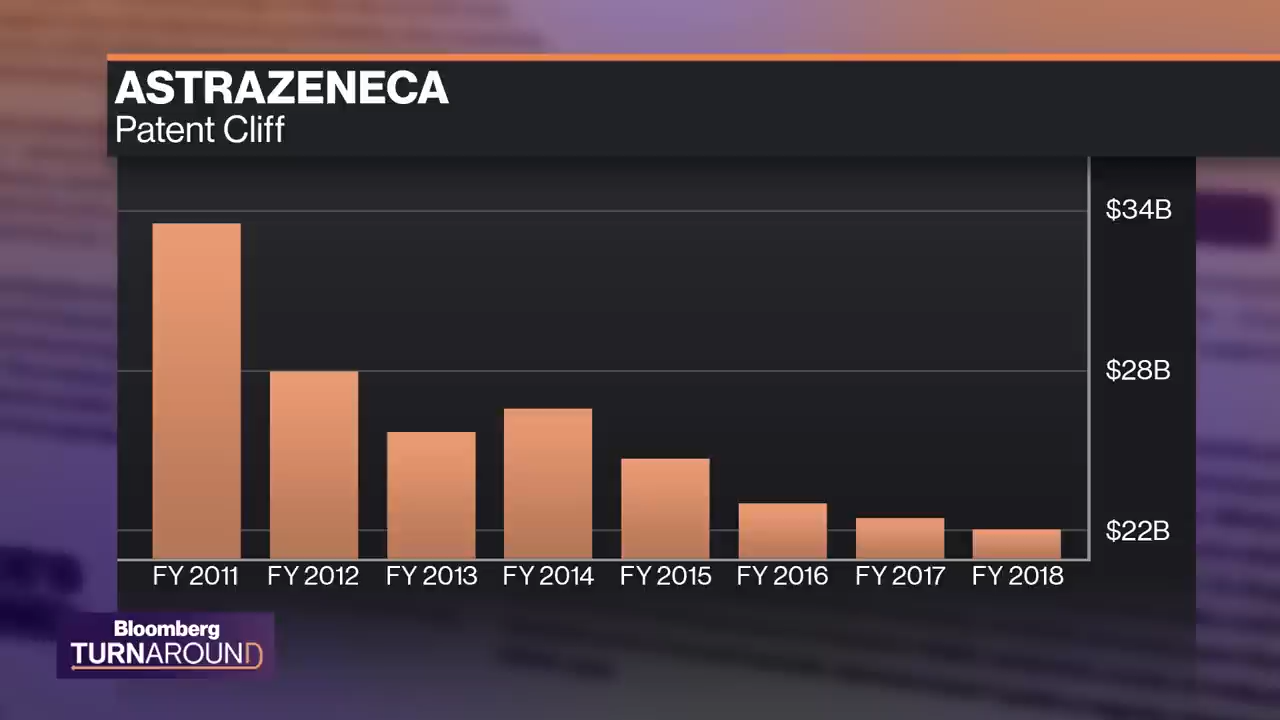 ASTRAZENECA
Patent Cliff
$34B
$28B
$22B
FY 2011 FY 2012 FY 2013 FY 2014 FY 2015 FY 2016 FY 2017 FY 2018
Bloomberg
TURNAROUND